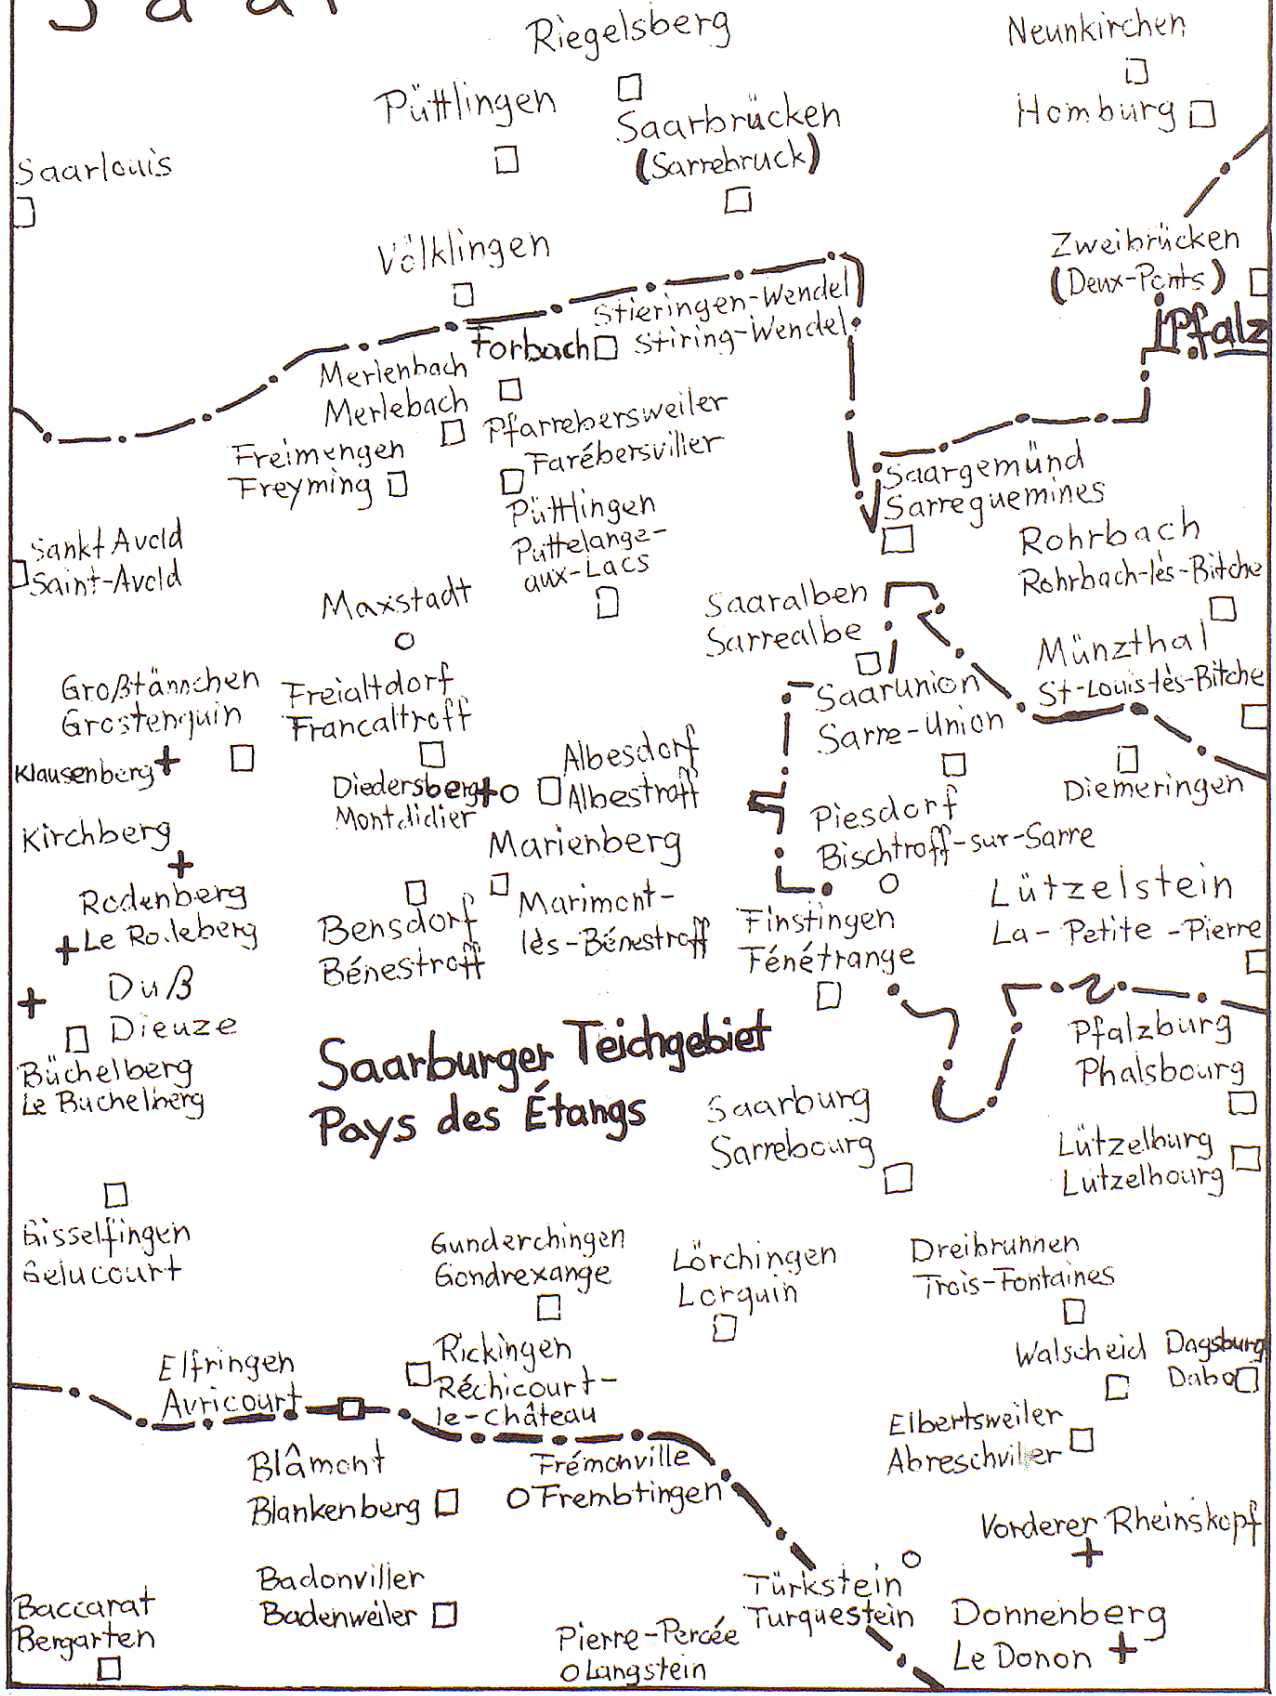 Saar
Riegelsberg
Neunkirchen
Püttlingen
Saarbrücken
(Sarrebruck)
Homburg
Saarlouis
Völklingen
Zweibrücken
(Deux-Ponts)
Pfalz
Stieringen-Wendel
Stiring-Wendel
Forbach
Merlenbach
Merlebach
Pfarrebersweiler
Farébersviller
Freimengen
Freyming
Saargemünd
Sarreguemines
Püttlingen
Puttelange-
aux-Lacs
Rohrbach
Rohrbach-lès-Bitche
Sankt Avold
Saint-Avold
Maxstadt
Saaralben
Sarrealbe
Münzthal
St-Louis-lès-Bitche
Großtännchen
Grostenquin
Freialtdorf
Francaltroff
Saarunion
Sarre-Union
Klausenberg
Diedersberg
Montdidier
Albesdorf
Albestroff
Diemeringen
Kirchberg
Marienberg
Marimont-
lès-Bénestroff
Piesdorf
Bischtroff-sur-Sarre
Rodenberg
Le Rodeberg
Bensdorf
Bénestroff
Finstingen
Fénétrange
Lützelstein
La-Petite-Pierre
Duß
Dieuze
Büchelberg
Le Buchelberg
Saarburger Teichgebiet
Pays des Étangs
Pfalzburg
Phalsbourg
Saarburg
Sarrebourg
Lützelburg
Lutzelbourg
Gisselfingen
Gelucourt
Gunderchingen
Gondrexange
Lörchingen
Lorquin
Dreibrunnen
Trois-Fontaines
Elfringen
Avricourt
Rickingen
Réchicourt-
le-Château
Walscheid
Dagsburg
Dabo
Elbertsweiler
Abreschviller
Blâmont
Blankenberg
Frémonville
Frembtingen
Vorderer Rheinskopf
Badonviller
Badenweiler
Türkstein
Turquestein
Baccarat
Bergarten
Pierre-Percée
Langstein
Donnenberg
Le Donon